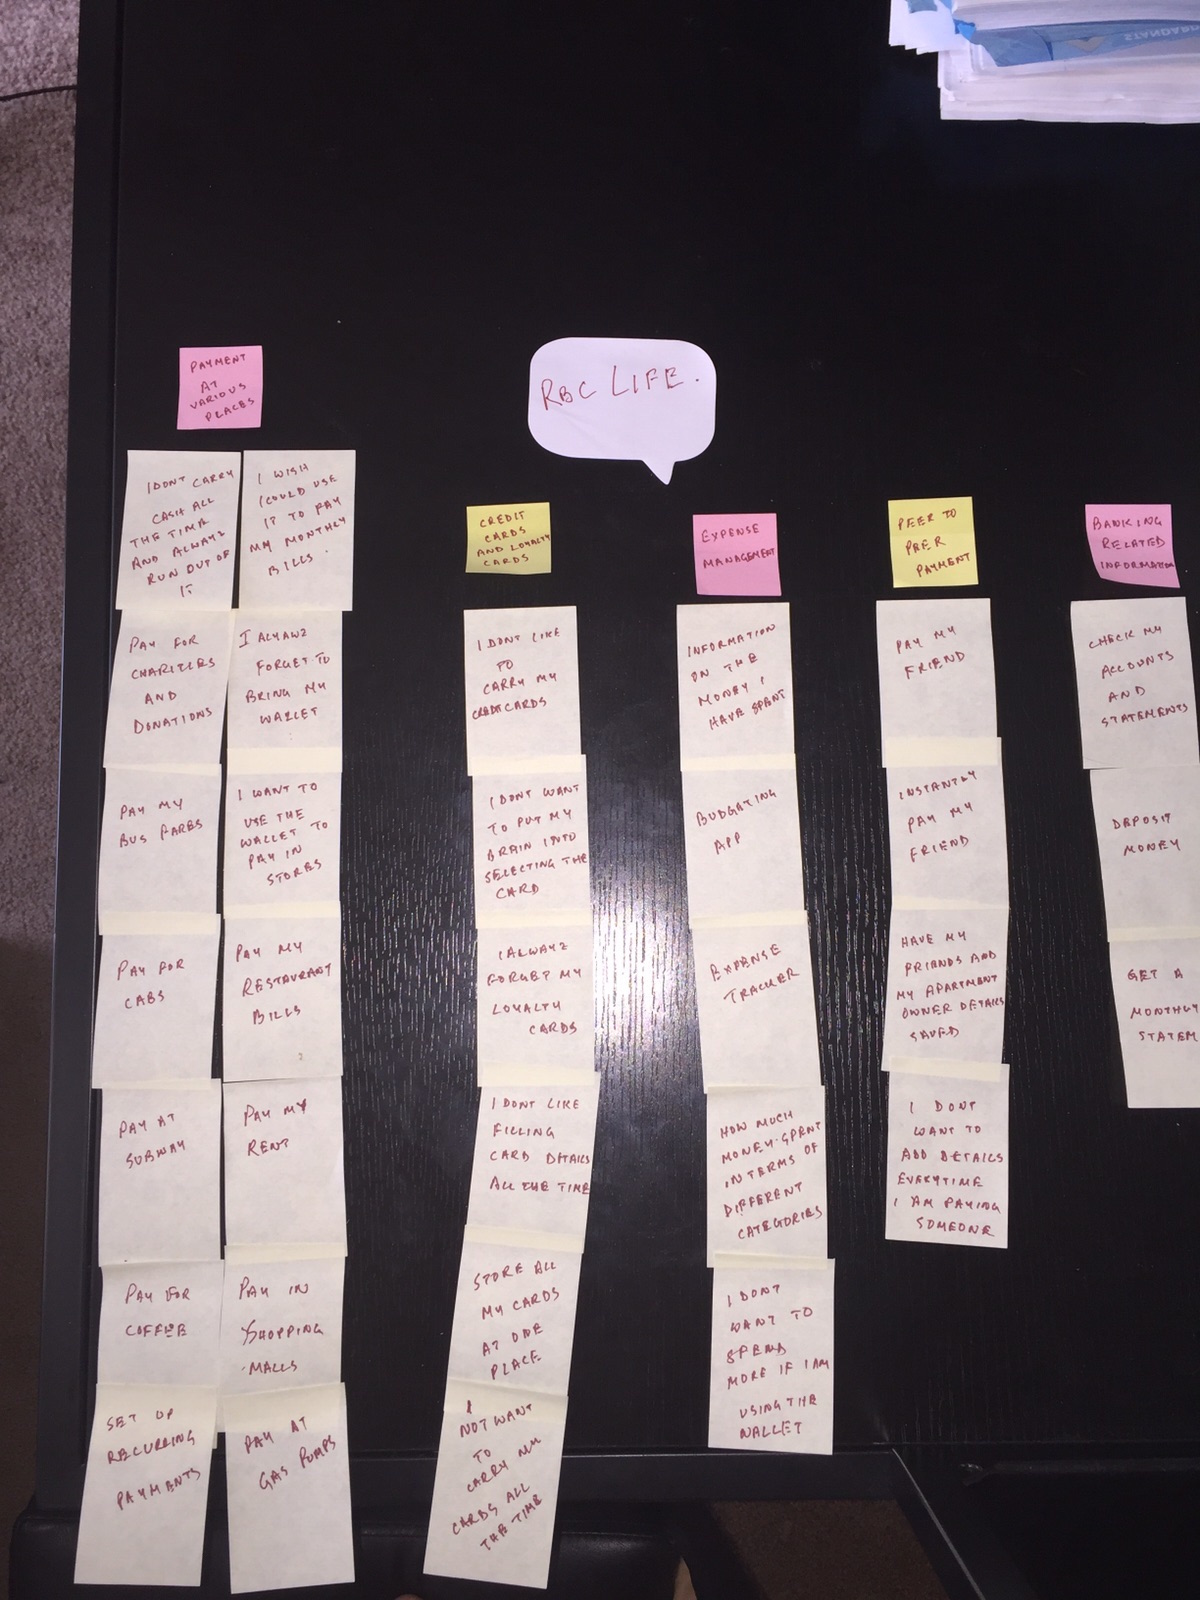 STANDARD
RBC LIFE.
PAYMENT
AT
VARIOUS
PLACES
I DONT CARRY
CASH ALL
THE TIME
AND ALWAYZ
RUN OUT OF
IT
PAY FOR
CHARITIES
AND
DONATIONS
PAY MY
BUS FARES
PAY FOR
CABS
PAY AT
SUBWAY
PAY FOR
COFFEE
SET UP
RECURRING
PAYMENTS
I WISH
I COULD USE
IT TO PAY
MY MONTHLY
BILLS.
I ALYAWZ
FORGET TO
BRING MY
WALLET
I WANT TO
USE THE
WALLET TO
PAY IN
STORES
PAY MY
RESTAURANT
BILLS
PAY MY
RENT
PAY IN
SHOPPING
MALLS
PAY AT
GAS PUMPS
CREDIT
CARDS
AND LOYALTY
CARDS
I DONT LIKE
TO
CARRY MY
CREDIT CARDS
I DONT WANT
TO PUT MY
BRAIN INTO
SELECTING THE
CARD
I ALWAYZ
FORGET MY
LOYALTY
CARDS
I DONT LIKE
FILLING
CARD DETAILS
ALL THE TIME
STORE ALL
MY CARDS
AT ONE
PLACE
I
NOT WANT
TO
CARRY MY
CARDS ALL
THE TIME
EXPENSE
MANAGEMENT
INFORMATION
ON THE
MONEY I
HAVE SPENT
BUDGATING
APP
EXPENSE
TRACKER
HOW MUCH
MONEY SPENT
IN TERMS OF
DIFFERENT
CATEGORIES
I DONT
WANT TO
SPEND
MORE IF I AM
USING THE
WALLET
PEER TO
PEER
PAYMENT
PAY MY
FRIEND
INSTANTLY
PAY MY
FRIEND
HAVE MY
FRIENDS AND
MY APARTMENT
OWNER DETAILS
SAVED
I DONT
WANT TO
ADD DETAILS
EVERYTIME
I AM PAYING
SOMEONE
BANKING
RELATED
INFORMATION
CHECK MY
ACCOUNTS
AND
STATEMENTS
DEPOSIT
MONEY
GET A
MONTHLY
STATEM